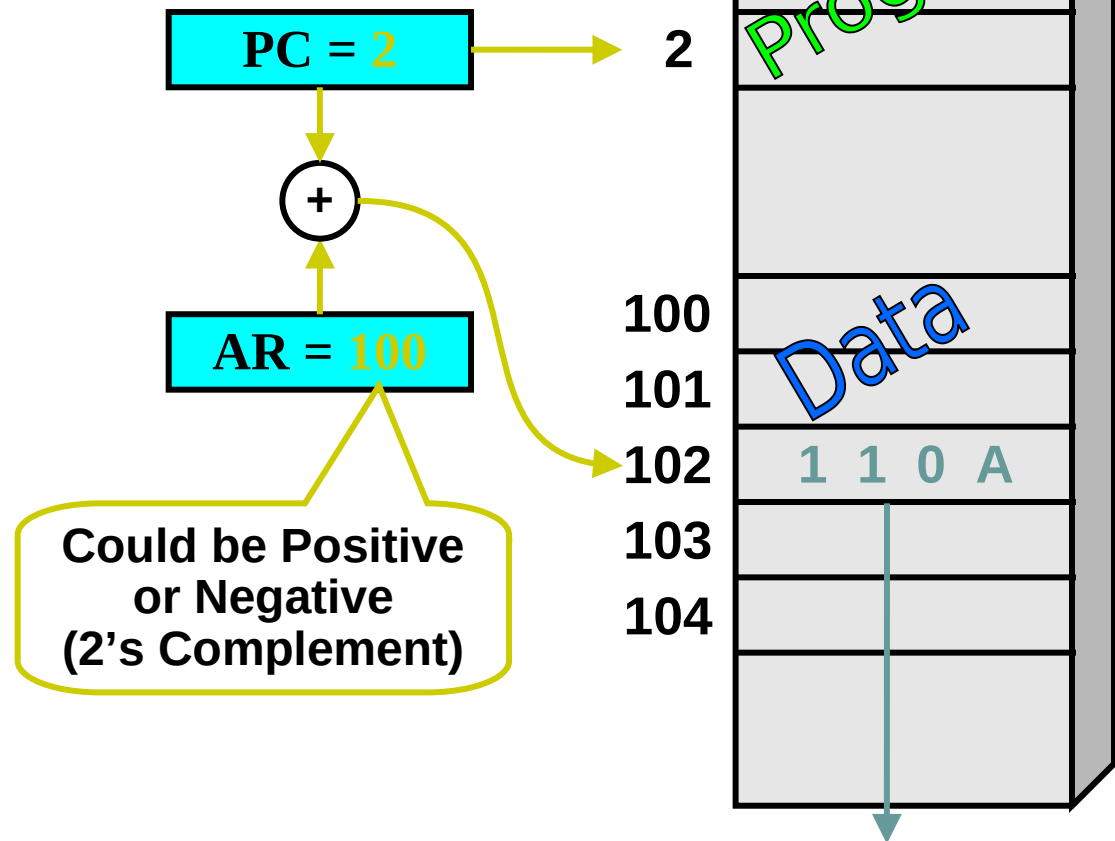 PC = 2
2
Prog
+
100
Data
AR = 100
101
102
1 1 0 A
103
104
Could be Positive
or Negative
(2’s Complement)